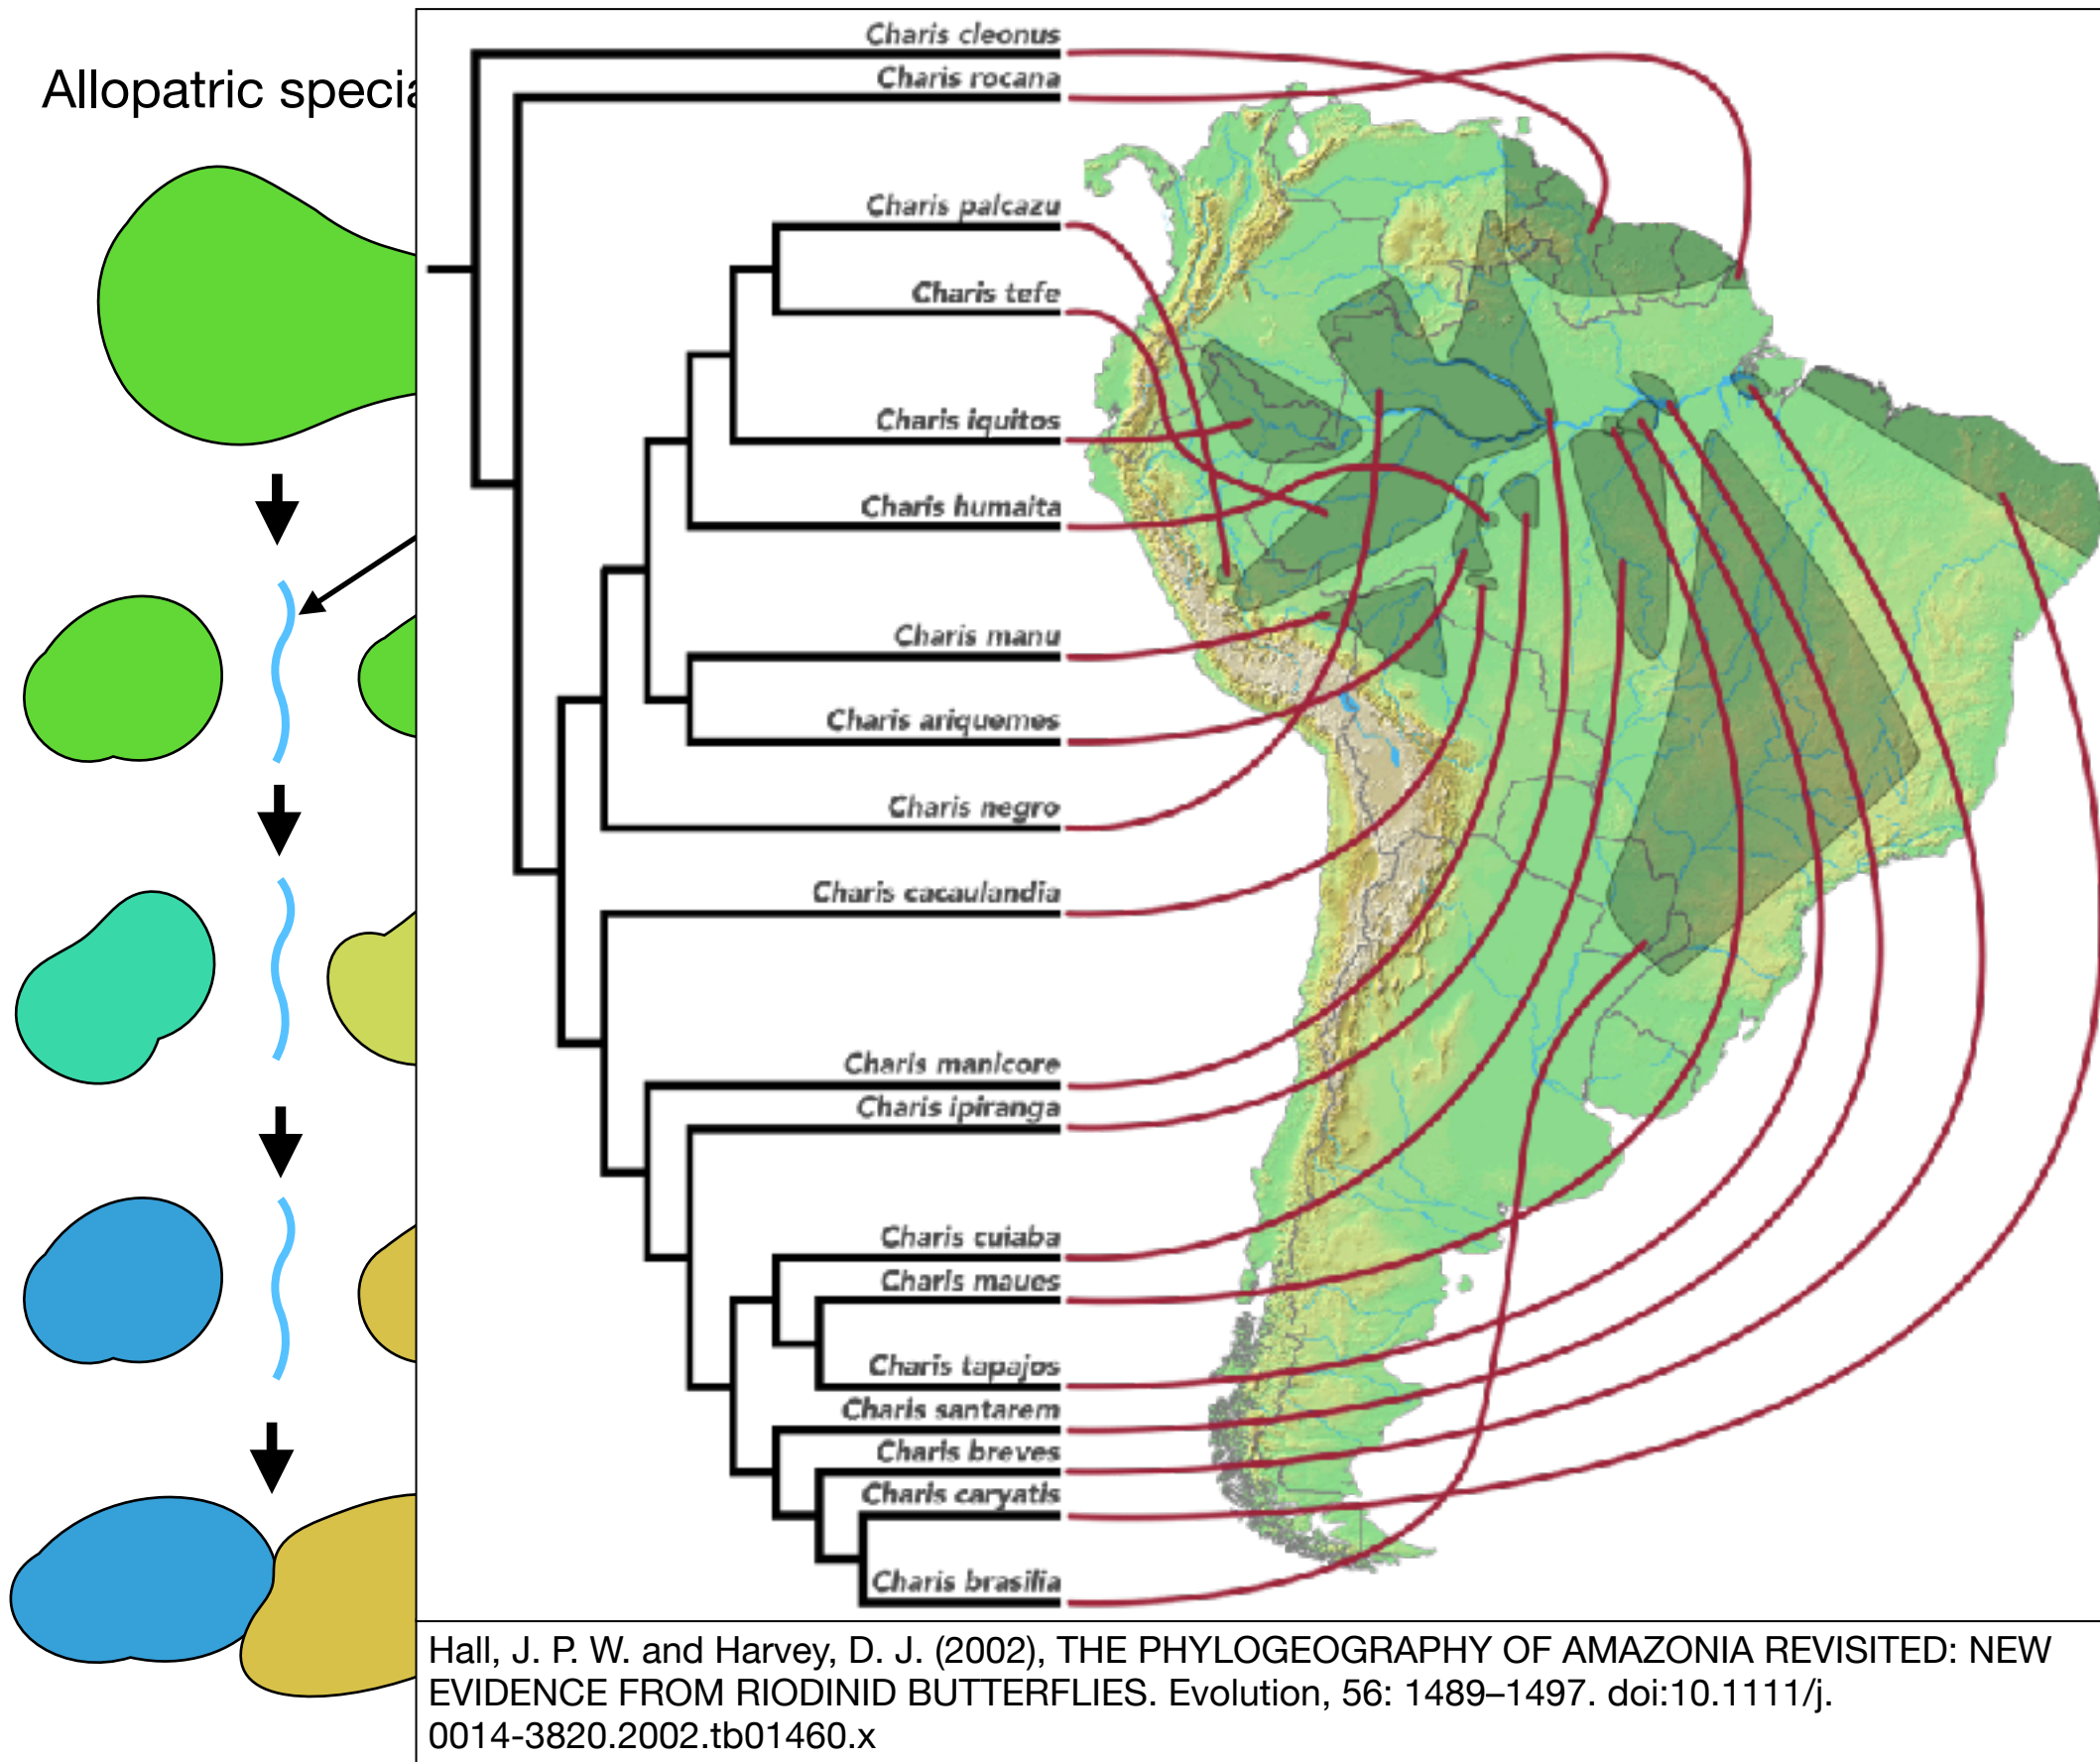 Allopatric specia
Charis cleonus
Charis rocana
Charis palcazu
Charis tefe
Charis iquitos
Charis humaita
Charis manu
Charis ariquemes
Charis negro
Charis cacaulandia
Charis manicore
Charis ipiranga
Charis cuiaba
Charis maues
Charis tapajos
Charis santarem
Charis breves
Charis caryatis
Charis brasilia
Hall, J. P. W. and Harvey, D. J. (2002), THE PHYLOGEOGRAPHY OF AMAZONIA REVISITED: NEW
EVIDENCE FROM RIODINID BUTTERFLIES. Evolution, 56: 1489–1497. doi:10.1111/j.
0014-3820.2002.tb01460.x